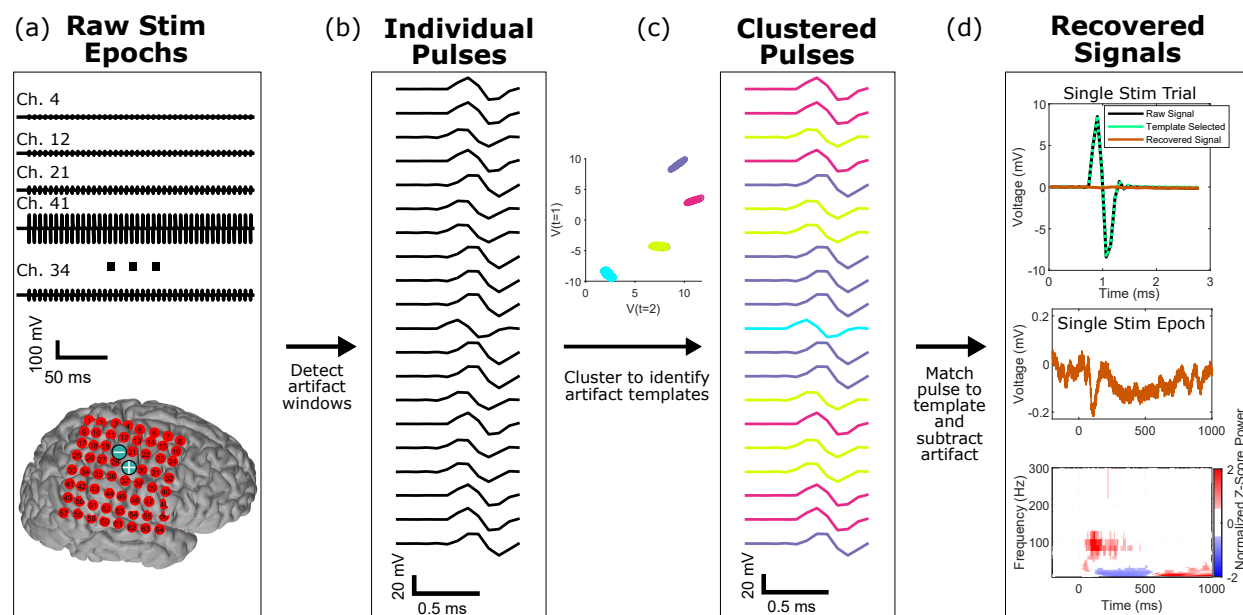 (a) Raw Stim
Epochs
Ch. 4
Ch. 12
Ch. 21
Ch. 41
Ch. 34
100 mV
50 ms
Detect
artifact
windows
(b) Individual
Pulses
20 mV
0.5 ms
(c)
10
5
0
-5
-10
V(t=1)
0 5 10
V(t=2)
Cluster to identify
artifact templates
Clustered
Pulses
20 mV
0.5 ms
(d)
Match
pulse to
template
and
subtract
artifact
Recovered
Signals
Single Stim Trial
Raw Signal
Template Selected
Recovered Signal
10
5
0
-5
-10
Voltage (mV)
0 1 2 3
Time (ms)
Single Stim Epoch
0.2
0
-0.2
Voltage (mV)
0 500 1000
300
200
100
Frequency (Hz)
0 500 1000
Time (ms)
2
0
-2
Normalized Z-Score Power